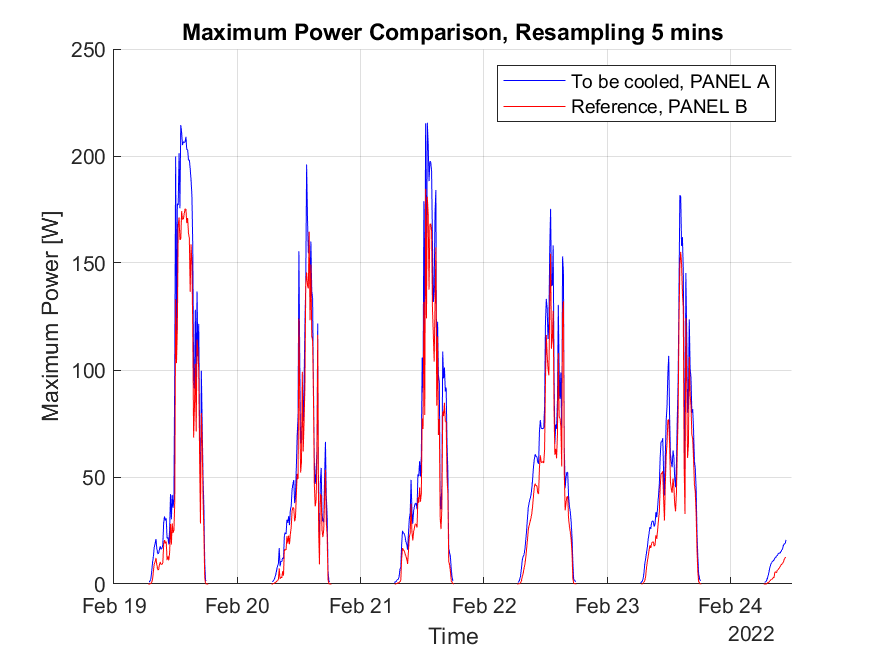 Maximum Power Comparison, Resampling 5 mins
To be cooled, PANEL A
Reference, PANEL B
Maximum Power [W]
250
200
150
100
50
0
Feb 19 Feb 20 Feb 21 Feb 22 Feb 23 Feb 24
Time
2022